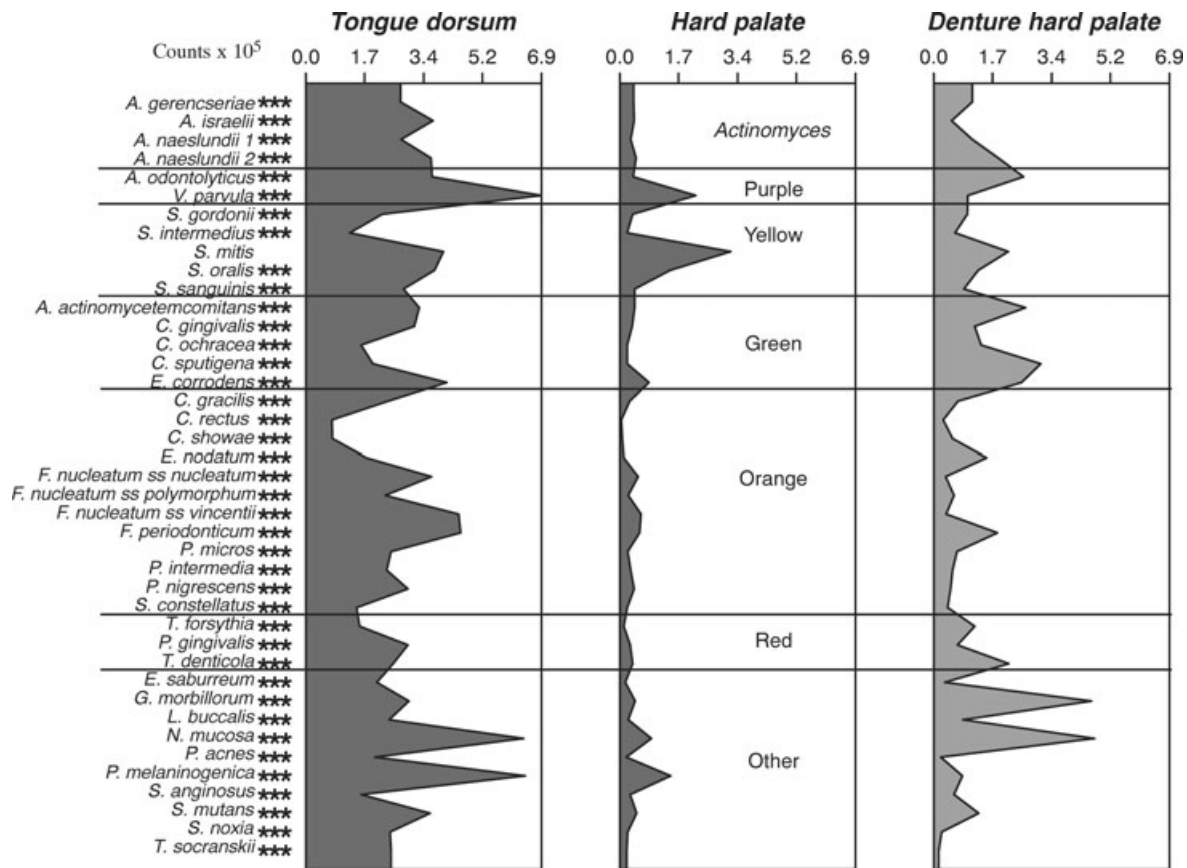 Tongue dorsum Hard palate Denture hard palate
Counts x 10⁵ 0.0 1.7 3.4 5.2 6.9 0.0 1.7 3.4 5.2 6.9 0.0 1.7 3.4 5.2 6.9
A. gerencseriae ***
A. israelii *** Actinomyces
A. naeslundii 1 ***
A. naeslundii 2 ***
A. odontolyticus *** Purple
V. parvula ***
S. gordonii ***
S. intermedius *** Yellow
S. mitis
S. oralis ***
S. sanguinis ***
A. actinomycetemcomitans ***
C. gingivalis ***
C. ochracea *** Green
C. sputigena ***
E. corrodens ***
C. gracilis ***
C. rectus ***
C. showae ***
E. nodatum ***
F. nucleatum ss nucleatum *** Orange
F. nucleatum ss polymorphum ***
F. nucleatum ss vincentii ***
F. periodonticum ***
P. micros ***
P. intermedia ***
P. nigrescens ***
S. constellatus ***
T. forsythia ***
P. gingivalis *** Red
T. denticola ***
E. saburreum ***
G. morbillorum ***
L. buccalis ***
N. mucosa ***
P. acnes *** Other
P. melaninogenica ***
S. anginosus ***
S. mutans ***
S. noxia ***
T. socranskii ***